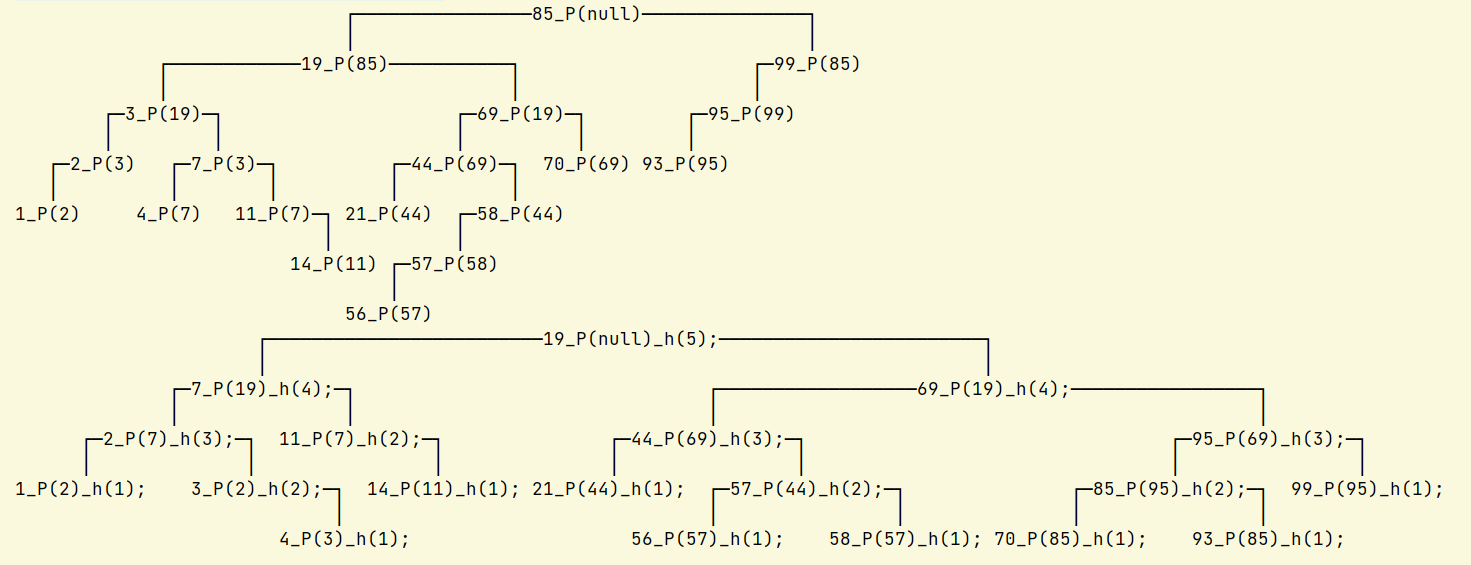 85_P(null)
19_P(85) 99_P(85)
3_P(19) 69_P(19) 95_P(99)
2_P(3) 7_P(3) 44_P(69) 70_P(69) 93_P(95)
1_P(2) 4_P(7) 11_P(7) 21_P(44) 58_P(44)
14_P(11) 57_P(58)
56_P(57)
19_P(null)_h(5);
7_P(19)_h(4); 69_P(19)_h(4);
2_P(7)_h(3); 11_P(7)_h(2); 44_P(69)_h(3); 95_P(69)_h(3);
1_P(2)_h(1); 3_P(2)_h(2); 14_P(11)_h(1); 21_P(44)_h(1); 57_P(44)_h(2); 85_P(95)_h(2); 99_P(95)_h(1);
4_P(3)_h(1); 56_P(57)_h(1); 58_P(57)_h(1); 70_P(85)_h(1); 93_P(85)_h(1);